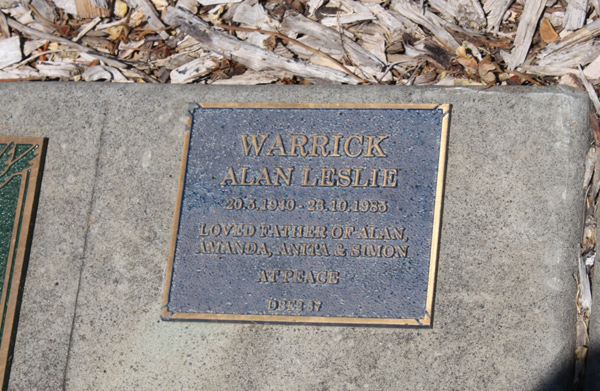 WARRICK
ALAN LESLIE
20.3.1940 - 23.10.1983
LOVED FATHER OF ALAN,
AMANDA, ANITA & SIMON
AT PEACE